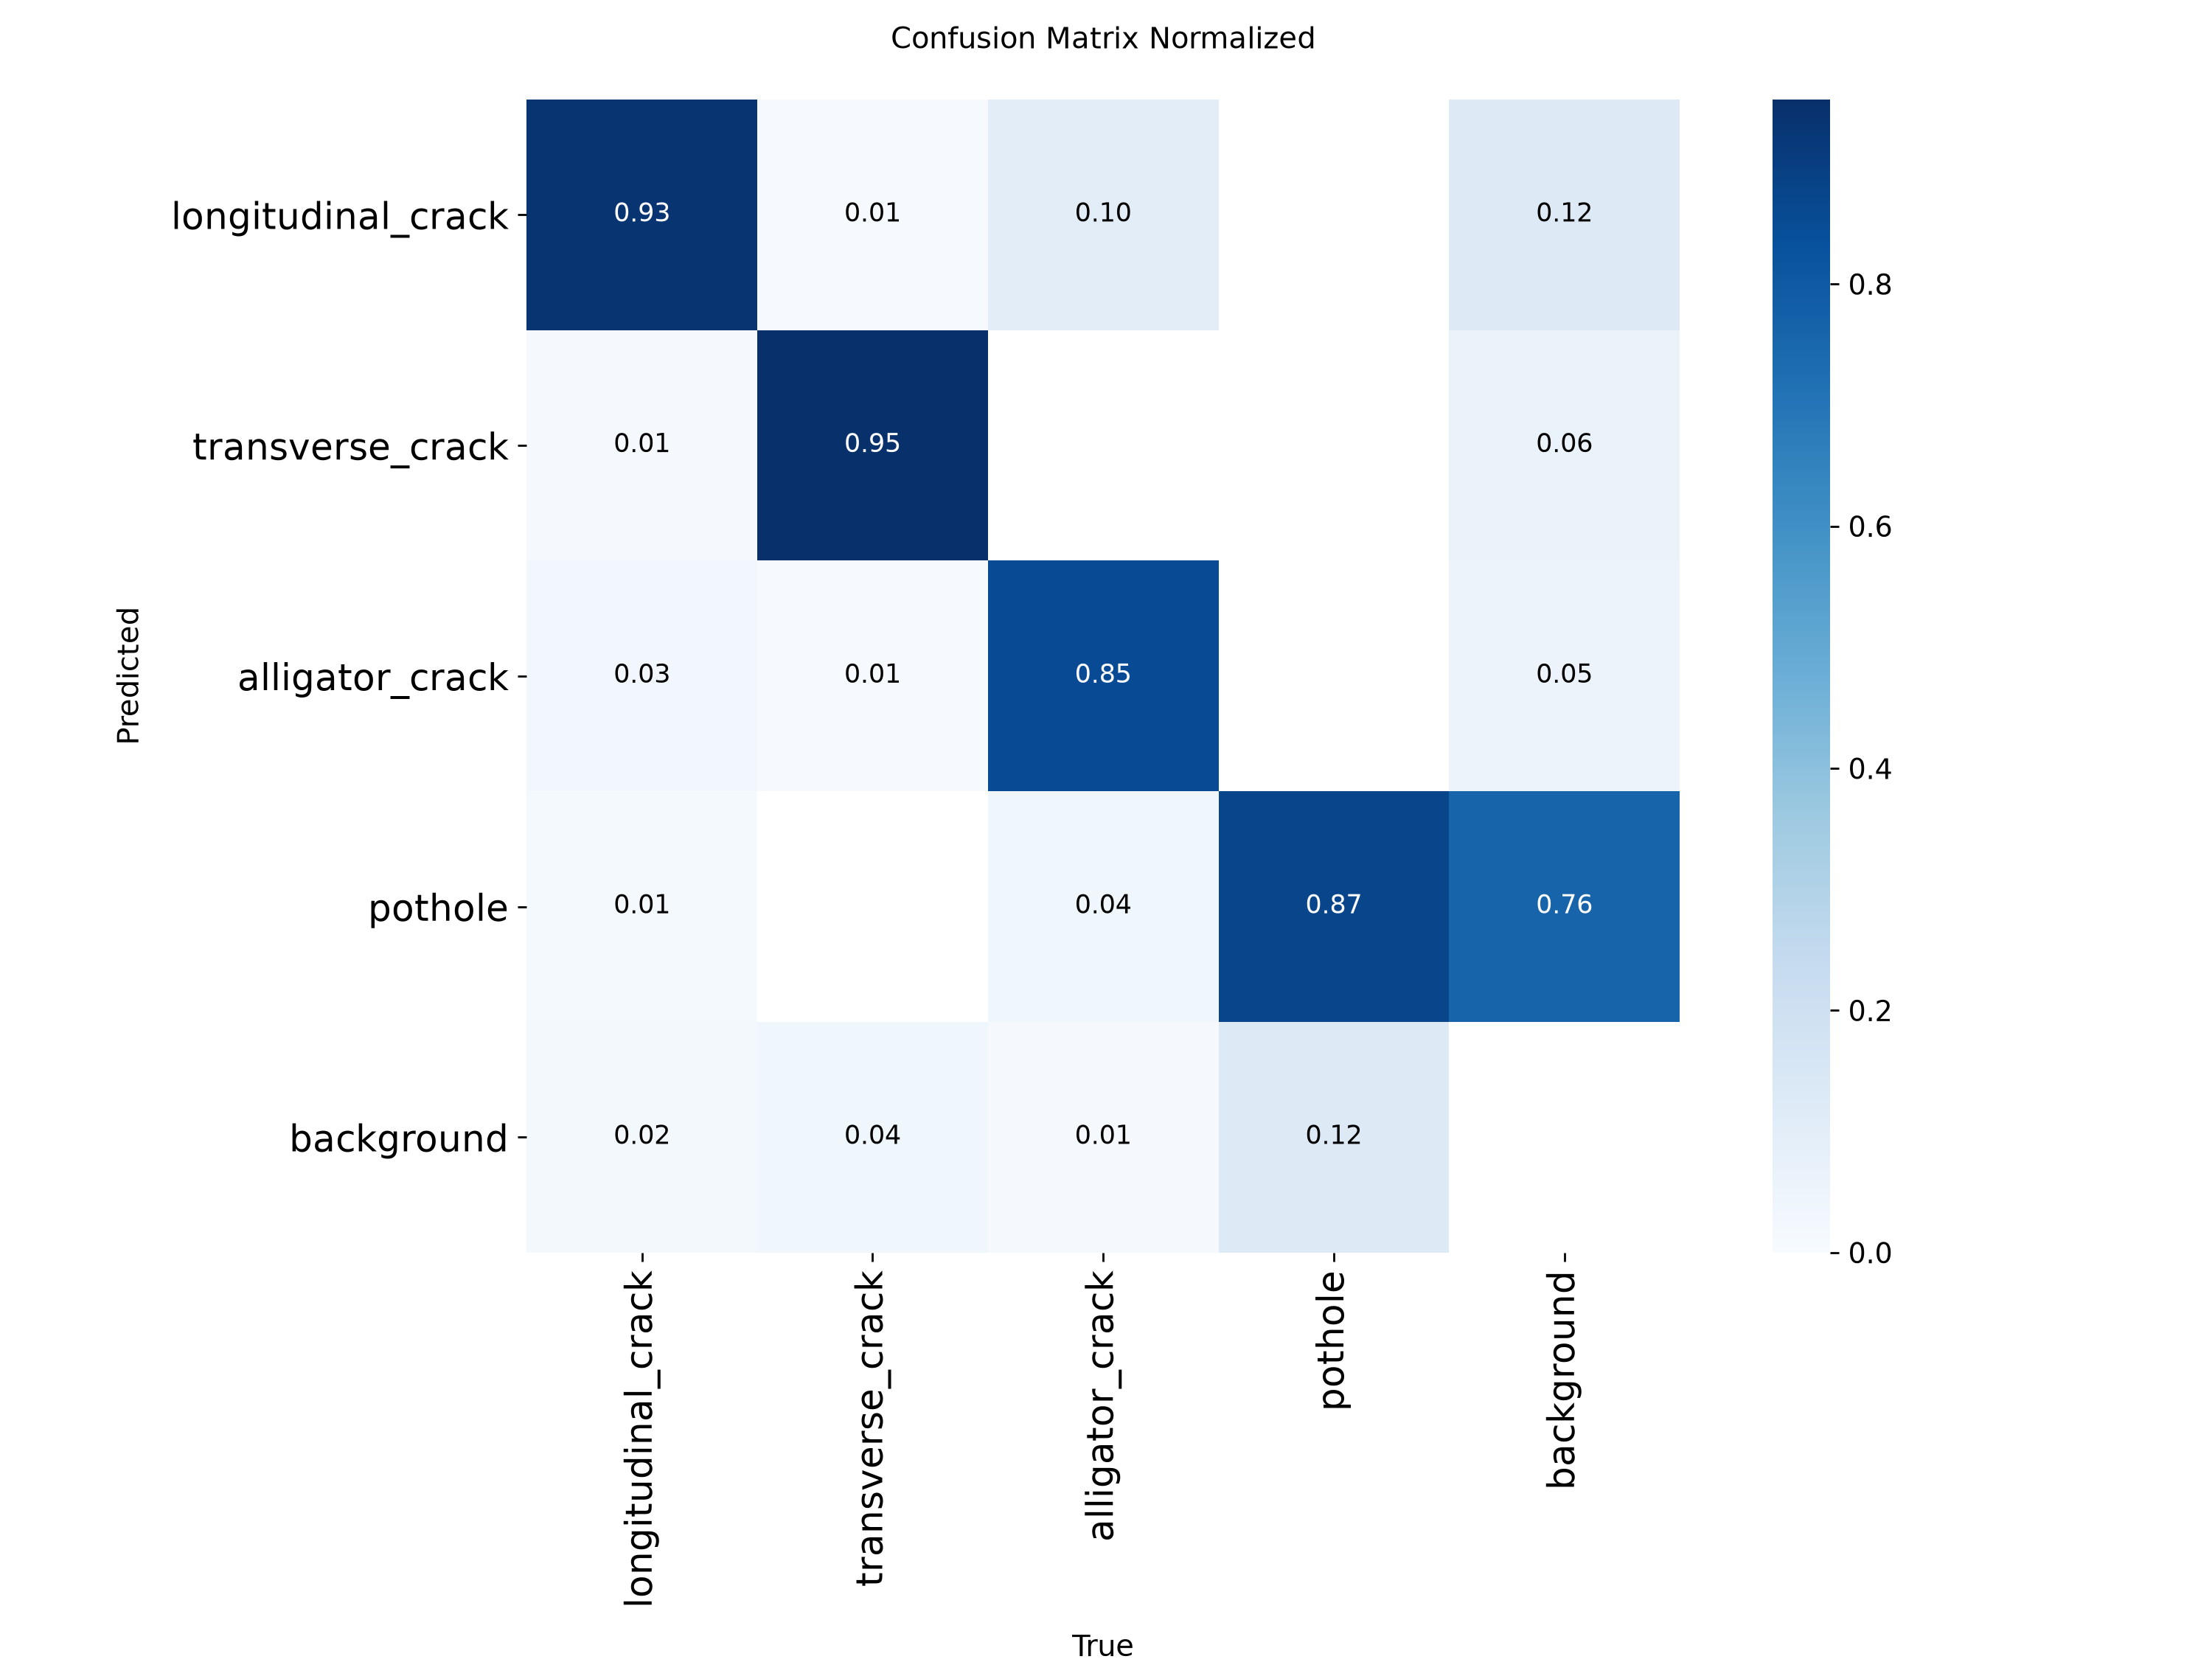 Confusion Matrix Normalized
longitudinal_crack 0.93 0.01 0.10 0.12
transverse_crack 0.01 0.95 0.06
alligator_crack 0.03 0.01 0.85 0.05
pothole 0.01 0.04 0.87 0.76
background 0.02 0.04 0.01 0.12
Predicted
longitudinal_crack
transverse_crack
alligator_crack
pothole
background
True
0.8
0.6
0.4
0.2
0.0